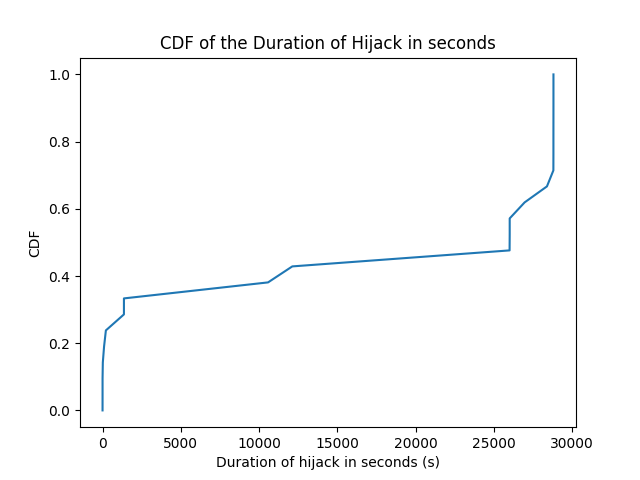 CDF of the Duration of Hijack in seconds
1.0
0.8
0.6
0.4
0.2
0.0
CDF
0 5000 10000 15000 20000 25000 30000
Duration of hijack in seconds (s)